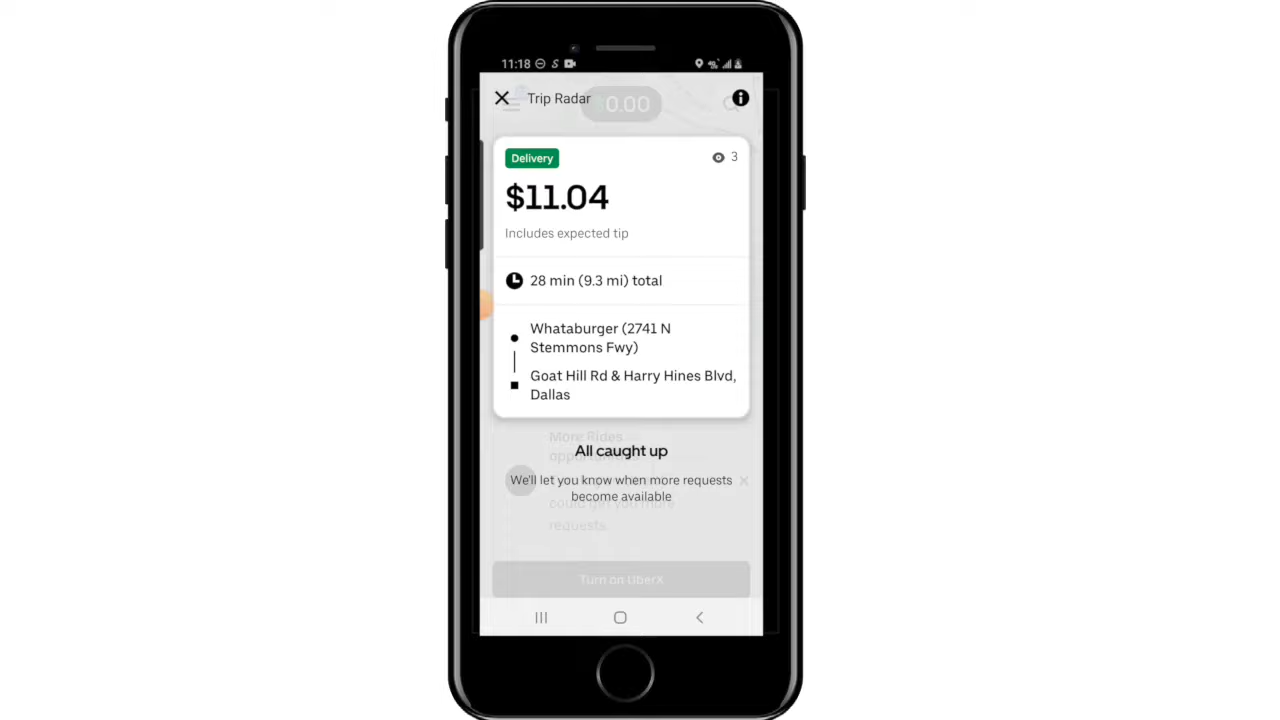 11:18
Trip Radar
0.00
Delivery
3
$11.04
Includes expected tip
28 min (9.3 mi) total
Whataburger (2741 N
Stemmons Fwy)
Goat Hill Rd & Harry Hines Blvd,
Dallas
More Rides
All caught up
We'll let you know when more requests
become available
could get you more
requests
Turn on UberX